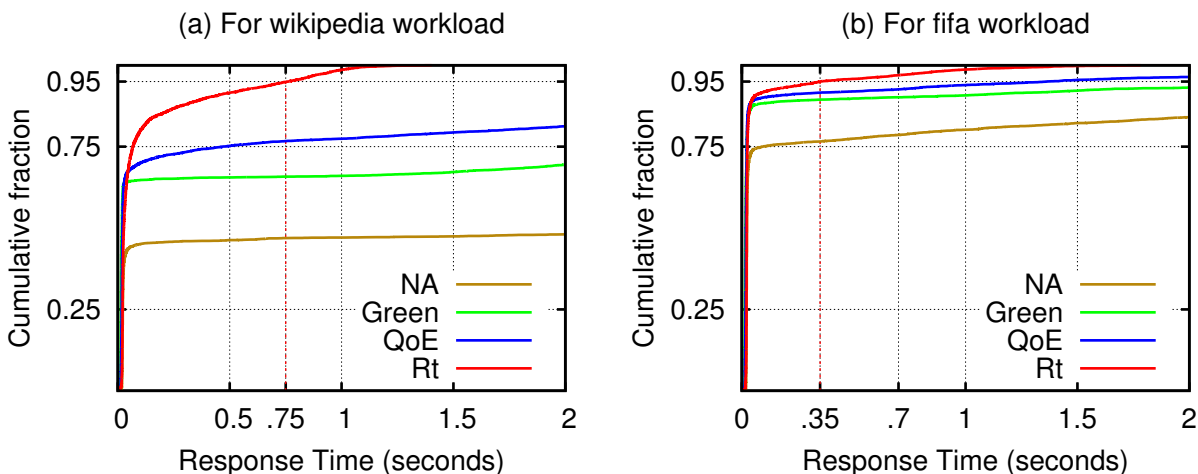 (a) For wikipedia workload
Cumulative fraction
0.95
0.75
0.25
NA
Green
QoE
Rt
0 0.5 .75 1 2
Response Time (seconds)
(b) For fifa workload
Cumulative fraction
0.95
0.75
0.25
NA
Green
QoE
Rt
0 .35 .7 1 1.5 2
Response Time (seconds)